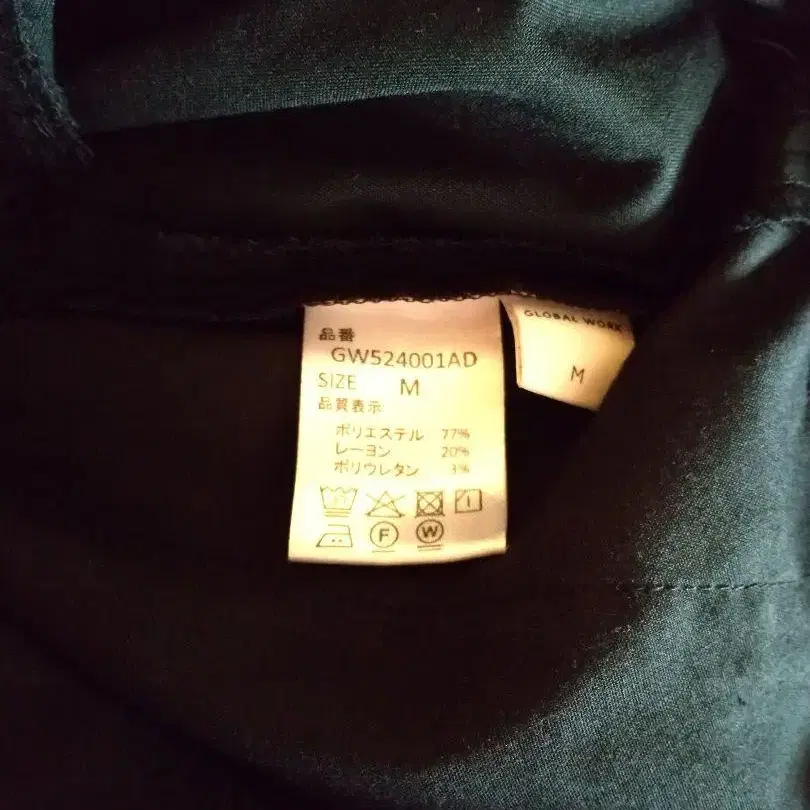 品番
GW524001AD
SIZE M
品質表示
ポリエステル 77%
レーヨン 20%
ポリウレタン 3%
F W
GLOBAL WORK
M